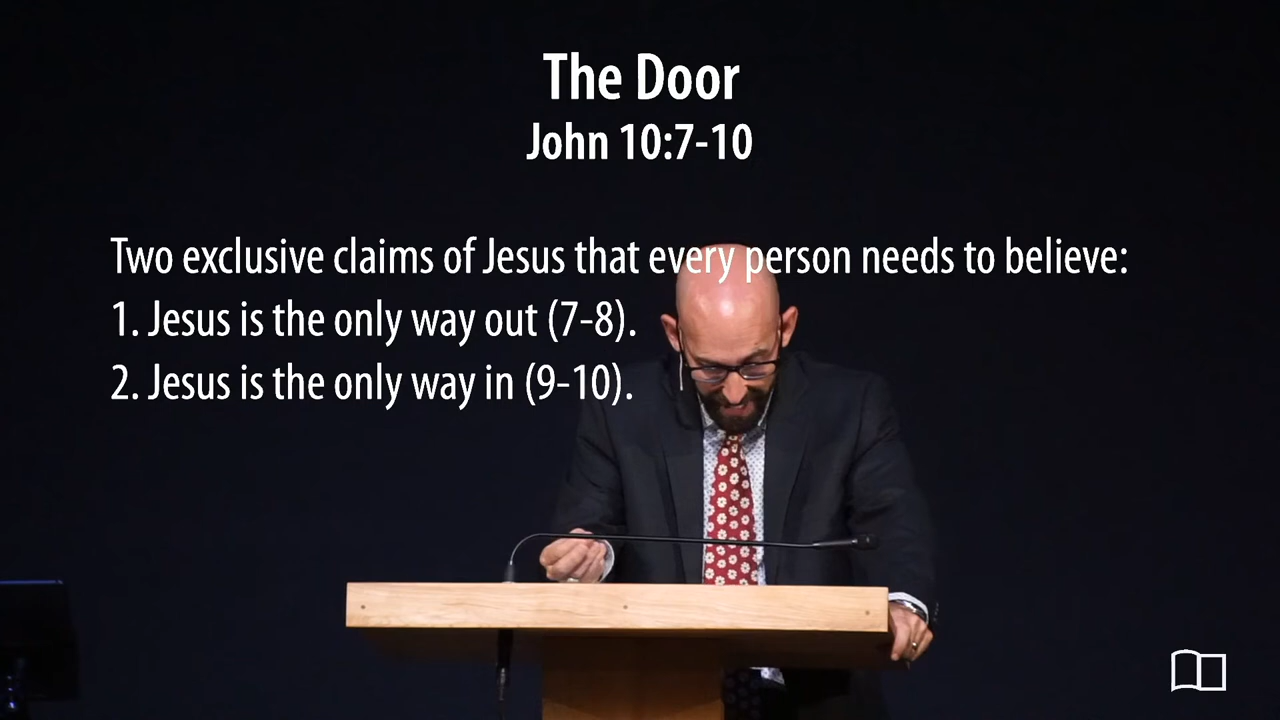 The Door
John 10:7-10
Two exclusive claims of Jesus that every person needs to believe:
1. Jesus is the only way out (7-8).
2. Jesus is the only way in (9-10).